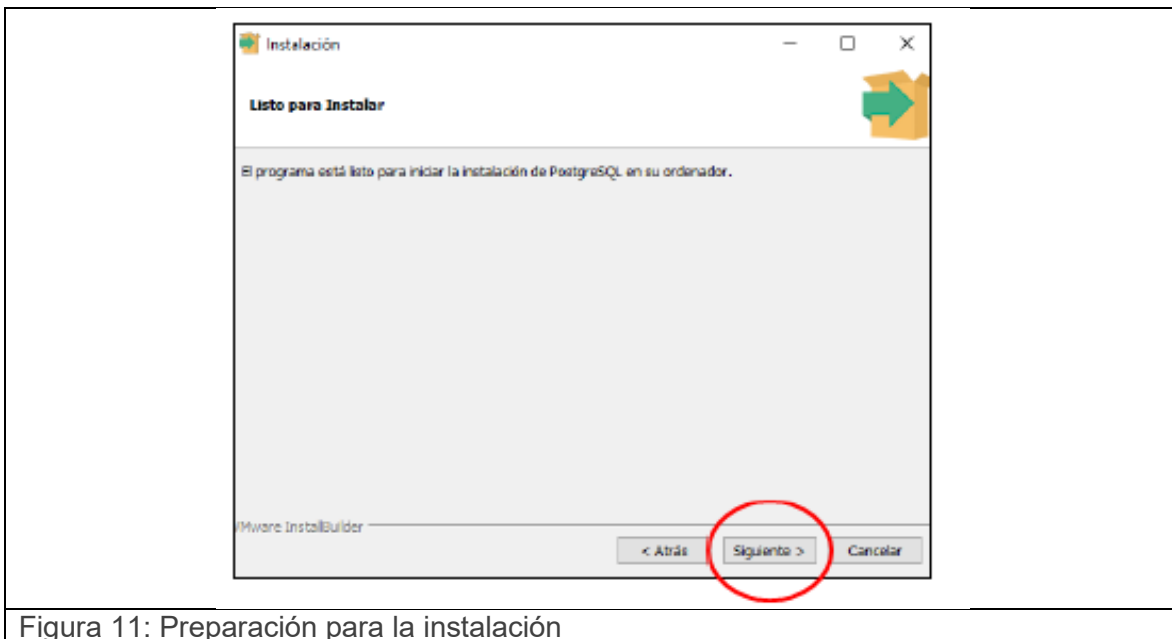 Instalación
Listo para Instalar
El programa está listo para iniciar la instalación de PostgreSQL en su ordenador.
VMware InstallBuilder
< Atrás Siguiente > Cancelar
Figura 11: Preparación para la instalación